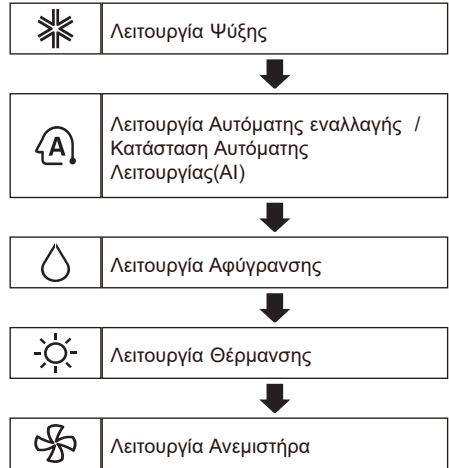 Λειτουργία Ψύξης
A
Λειτουργία Αυτόματης εναλλαγής /
Κατάσταση Αυτόματης
Λειτουργίας(AI)
Λειτουργία Αφύγρανσης
Λειτουργία Θέρμανσης
Λειτουργία Ανεμιστήρα